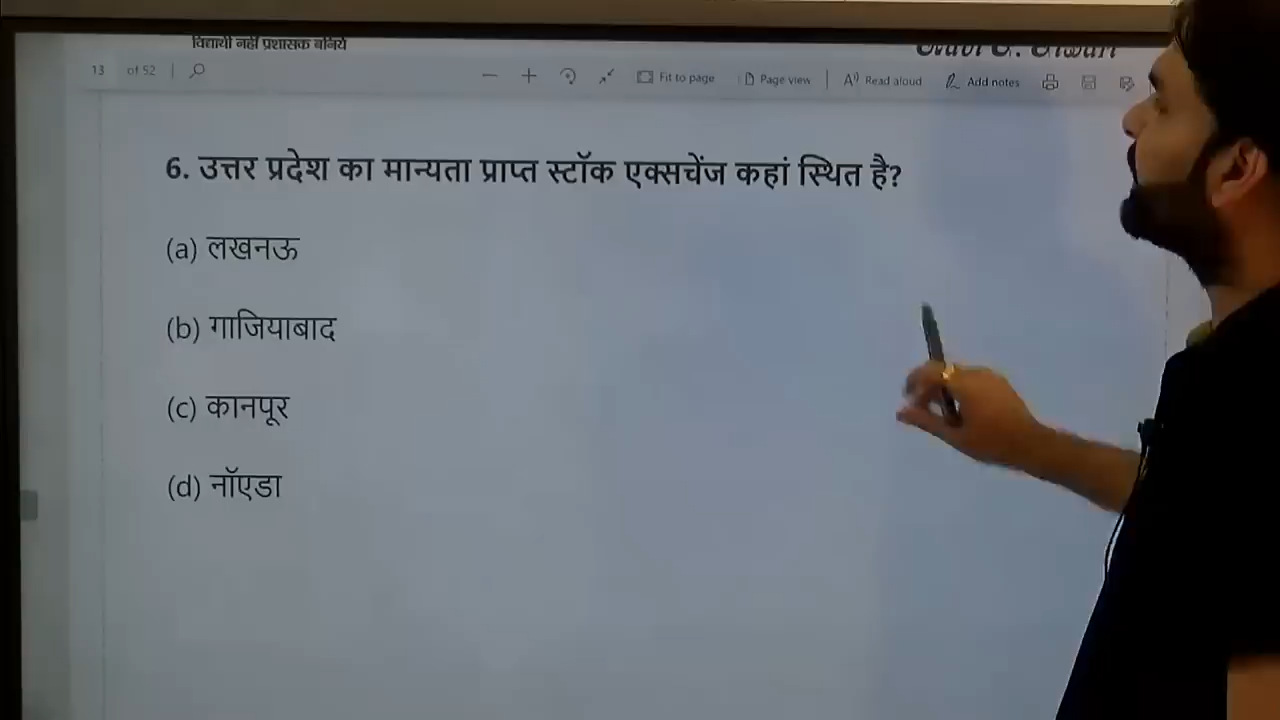 विद्यार्थी नहीं प्रशासक बनिये
13 of 52 Fit to page Page view Read aloud Add notes
6. उत्तर प्रदेश का मान्यता प्राप्त स्टॉक एक्सचेंज कहां स्थित है?
(a) लखनऊ
(b) गाजियाबाद
(c) कानपूर
(d) नॉएडा